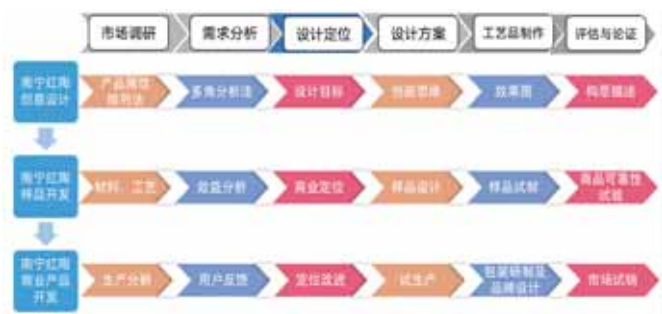 市场调研
需求分析
设计定位
设计方案
工艺品制作
评估与论证
南宁红陶
创意设计
产品属性
排列法
多角分析法
设计目标
创新思维
效果图
构思描述
南宁红陶
样品开发
材料、工艺
效益分析
商业定位
样品设计
样品试制
商品可靠性
试验
南宁红陶
商业产品
开发
生产分析
用户反馈
定位改进
试生产
包装研制及
品牌设计
市场试销